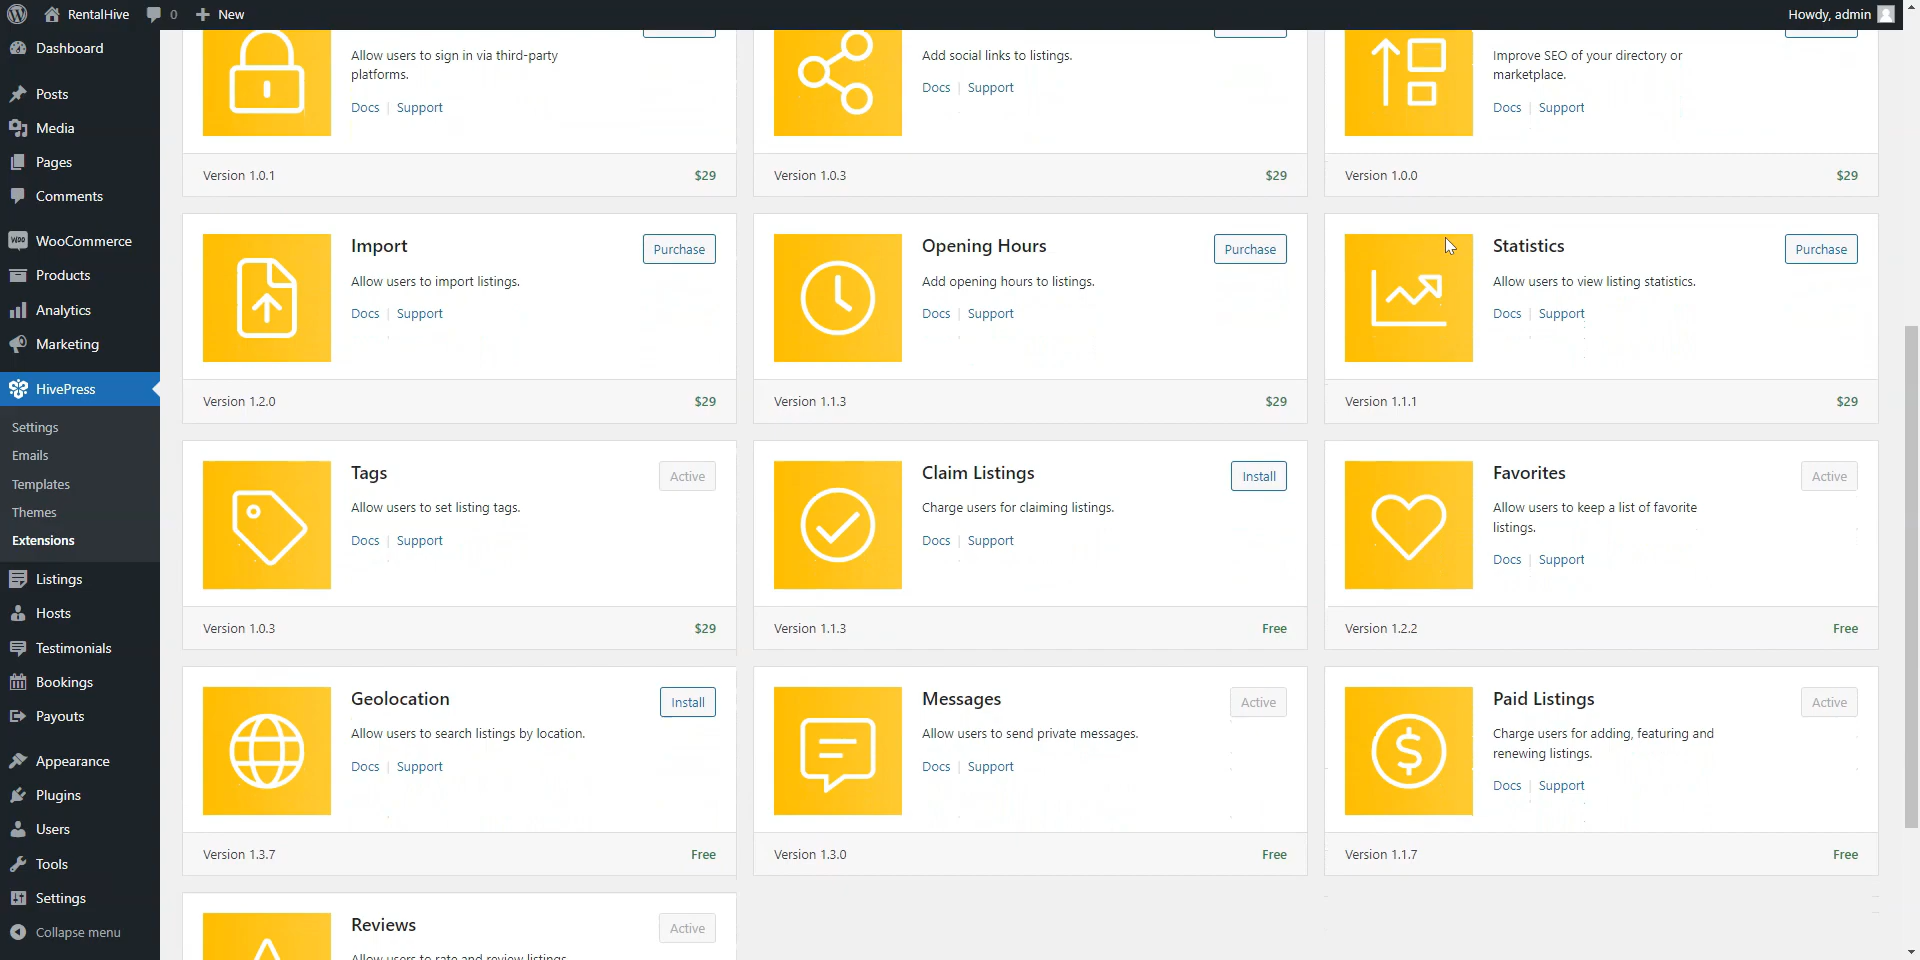 RentalHive
0
New
Howdy, admin
Dashboard
Posts
Media
Pages
Comments
WooCommerce
Products
Analytics
Marketing
HivePress
Settings
Emails
Templates
Themes
Extensions
Listings
Hosts
Testimonials
Bookings
Payouts
Appearance
Plugins
Users
Tools
Settings
Collapse menu
Allow users to sign in via third-party
platforms.
Docs | Support
Version 1.0.1
$29
Add social links to listings.
Docs | Support
Version 1.0.3
$29
Improve SEO of your directory or
marketplace.
Docs | Support
Version 1.0.0
$29
Import
Purchase
Allow users to import listings.
Docs | Support
Version 1.2.0
$29
Opening Hours
Purchase
Add opening hours to listings.
Docs | Support
Version 1.1.3
$29
Statistics
Purchase
Allow users to view listing statistics.
Docs | Support
Version 1.1.1
$29
Tags
Active
Allow users to set listing tags.
Docs | Support
Version 1.0.3
$29
Claim Listings
Install
Charge users for claiming listings.
Docs | Support
Version 1.1.3
Free
Favorites
Active
Allow users to keep a list of favorite
listings.
Docs | Support
Version 1.2.2
Free
Geolocation
Install
Allow users to search listings by location.
Docs | Support
Version 1.3.7
Free
Messages
Active
Allow users to send private messages.
Docs | Support
Version 1.3.0
Free
Paid Listings
Active
Charge users for adding, featuring and
renewing listings.
Docs | Support
Version 1.1.7
Free
Reviews
Active
Allow users to rate and review listings